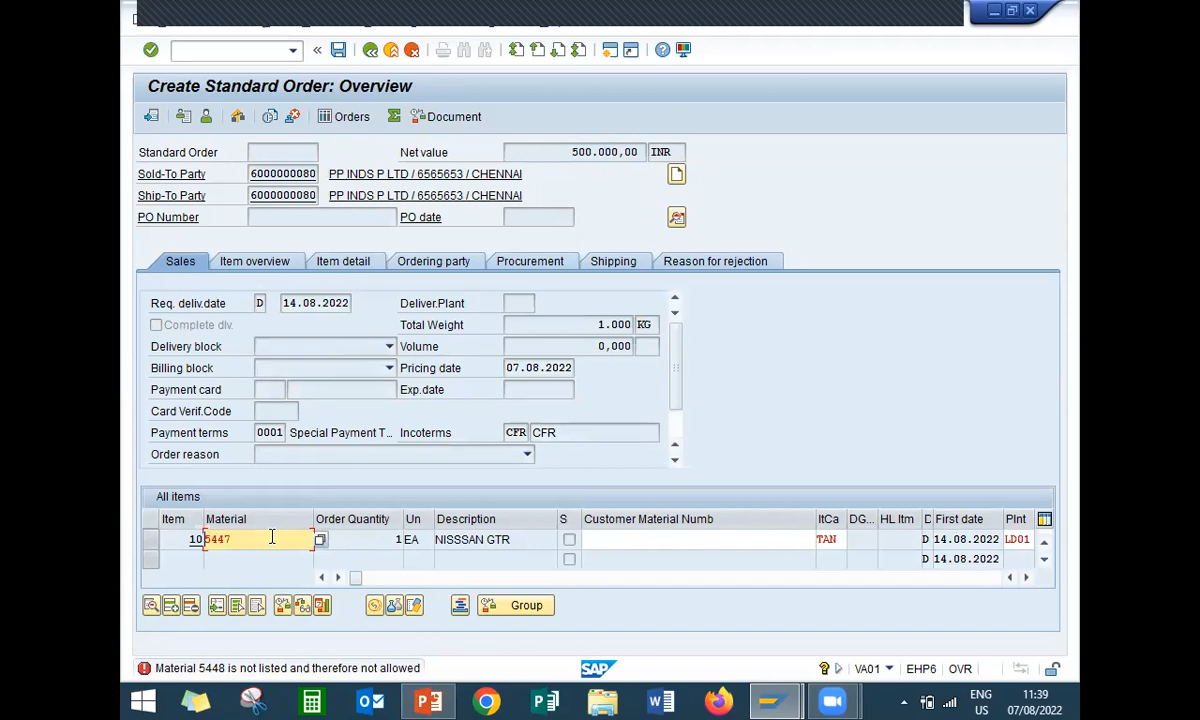 Create Standard Order: Overview
Orders Document
Standard Order Net value 500.000,00 INR
Sold-To Party 6000000080 PP INDS P LTD / 6565653 / CHENNAI
Ship-To Party 6000000080 PP INDS P LTD / 6565653 / CHENNAI
PO Number PO date
Sales Item overview Item detail Ordering party Procurement Shipping Reason for rejection
Req. deliv.date D 14.08.2022 Deliver.Plant
Complete dlv. Total Weight 1.000 KG
Delivery block Volume 0,000
Billing block Pricing date 07.08.2022
Payment card Exp.date
Card Verif.Code
Payment terms 0001 Special Payment T... Incoterms CFR CFR
Order reason
All items
Item Material Order Quantity Un Description S Customer Material Numb ItCa DG... HL Itm D First date Plnt
10 5447 1 EA NISSSAN GTR TAN D 14.08.2022 LD01
D 14.08.2022
Group
Material 5448 is not listed and therefore not allowed SAP VA01 EHP6 OVR
ENG 11:39
US 07/08/2022